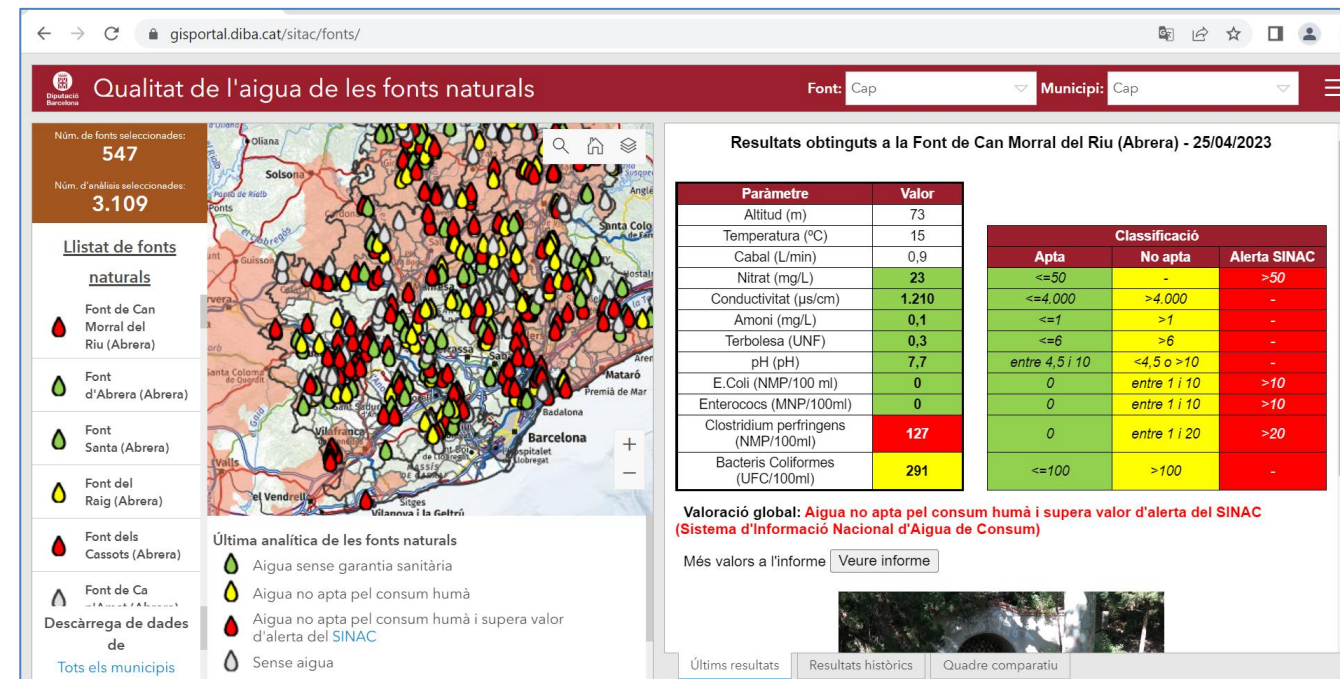 gisportal.diba.cat/sitac/fonts/
Diputació
Barcelona
Qualitat de l'aigua de les fonts naturals
Font: Cap
Municipi: Cap
Núm. de fonts seleccionades:
547
Núm. d'anàlisis seleccionades:
3.109
Llistat de fonts
naturals
Font de Can
Morral del
Riu (Abrera)
Font
d'Abrera (Abrera)
Font
Santa (Abrera)
Font del
Raig (Abrera)
Font dels
Cassots (Abrera)
Font de Ca
Descàrrega de dades
de
Tots els municipis
Oliana
Solsona
Ponts
Guisson
Angle
Santa Colo
Hostalr
Mataró
Premià de Mar
Badalona
Barcelona
Vilafranca
Valls
el Vendrell
Sitges
Vilanova i la Geltrú
+
−
Última analítica de les fonts naturals
Aigua sense garantia sanitària
Aigua no apta pel consum humà
Aigua no apta pel consum humà i supera valor
d'alerta del SINAC
Sense aigua
Resultats obtinguts a la Font de Can Morral del Riu (Abrera) - 25/04/2023
Paràmetre Valor
Altitud (m) 73
Temperatura (ºC) 15
Cabal (L/min) 0,9
Nitrat (mg/L) 23
Conductivitat (µs/cm) 1.210
Amoni (mg/L) 0,1
Terbolesa (UNF) 0,3
pH (pH) 7,7
E.Coli (NMP/100 ml) 0
Enterococs (MNP/100ml) 0
Clostridium perfringens
(NMP/100ml) 127
Bacteris Coliformes
(UFC/100ml) 291
Classificació
Apta No apta Alerta SINAC
<=50 - >50
<=4.000 >4.000 -
<=1 >1 -
<=6 >6 -
entre 4,5 i 10 <4,5 o >10 -
0 entre 1 i 10 >10
0 entre 1 i 10 >10
0 entre 1 i 20 >20
<=100 >100 -
Valoració global: Aigua no apta pel consum humà i supera valor d'alerta del SINAC
(Sistema d'Informació Nacional d'Aigua de Consum)
Més valors a l'informe Veure informe
Últims resultats Resultats històrics Quadre comparatiu